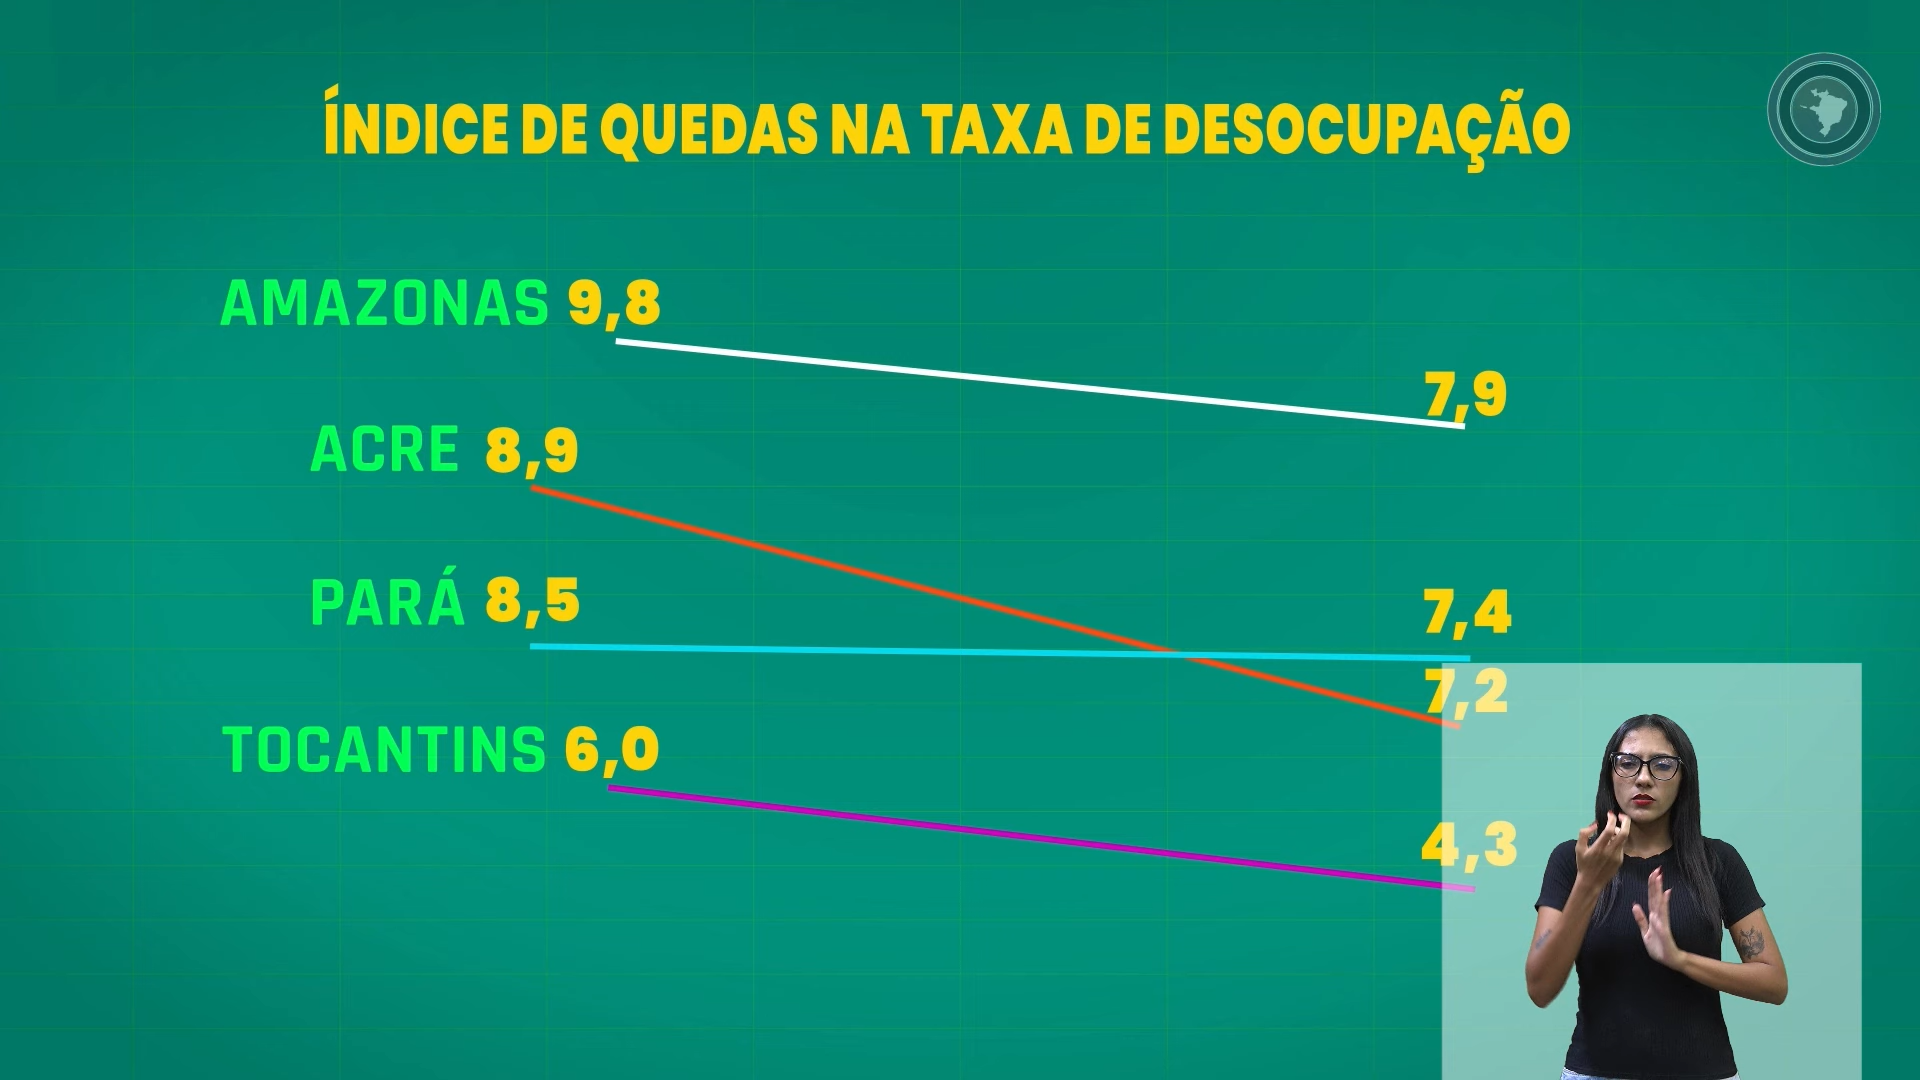 ÍNDICE DE QUEDAS NA TAXA DE DESOCUPAÇÃO
AMAZONAS 9,8
7,9
ACRE 8,9
PARÁ 8,5
7,4
7,2
TOCANTINS 6,0
4,3